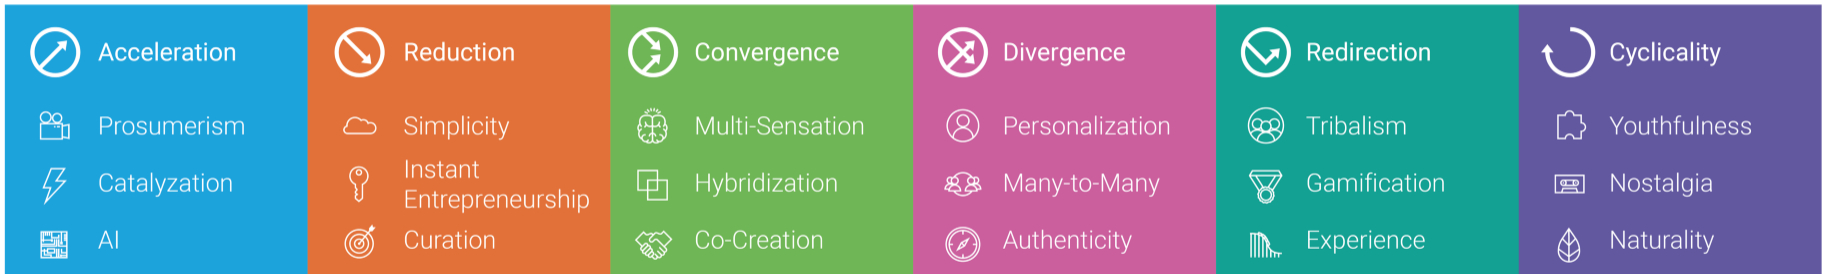 Acceleration
Prosumerism
Catalyzation
AI
Reduction
Simplicity
Instant
Entrepreneurship
Curation
Convergence
Multi-Sensation
Hybridization
Co-Creation
Divergence
Personalization
Many-to-Many
Authenticity
Redirection
Tribalism
Gamification
Experience
Cyclicality
Youthfulness
Nostalgia
Naturality